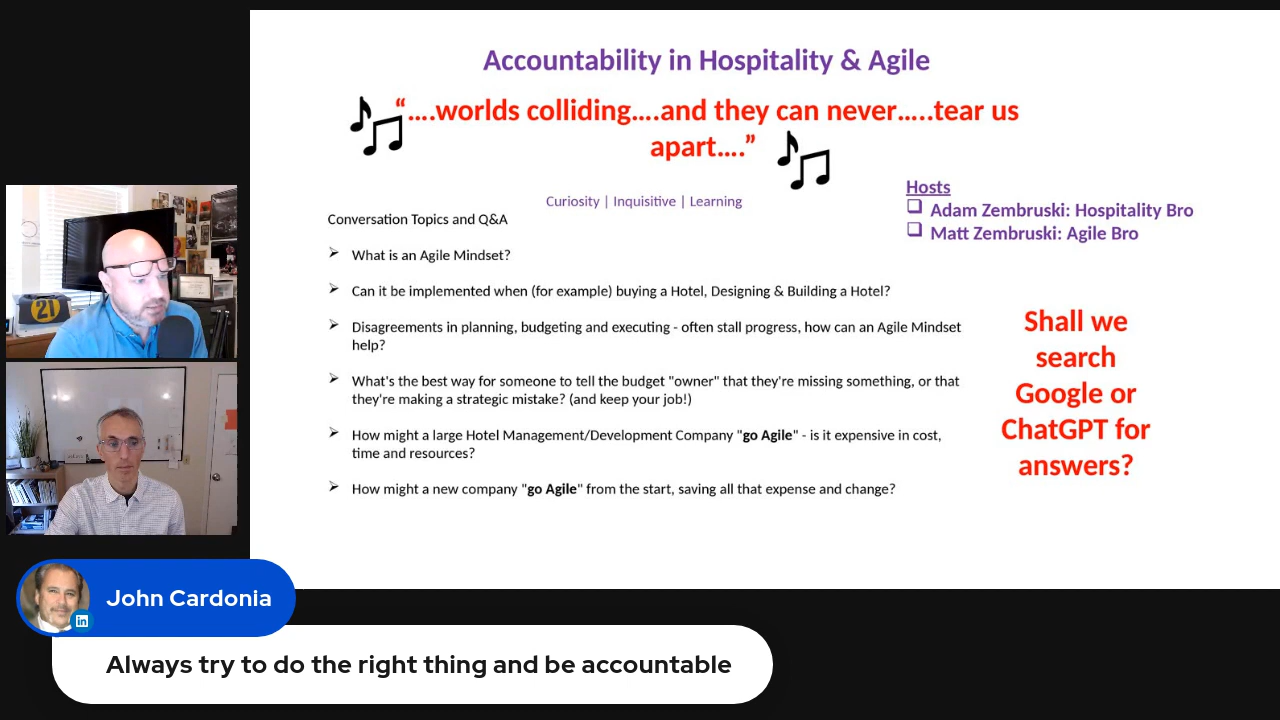 Accountability in Hospitality & Agile
“....worlds colliding....and they can never.....tear us
apart....”
Curiosity | Inquisitive | Learning
Conversation Topics and Q&A
What is an Agile Mindset?
Can it be implemented when (for example) buying a Hotel, Designing & Building a Hotel?
Disagreements in planning, budgeting and executing - often stall progress, how can an Agile Mindset
help?
What's the best way for someone to tell the budget "owner" that they're missing something, or that
they're making a strategic mistake? (and keep your job!)
How might a large Hotel Management/Development Company "go Agile" - is it expensive in cost,
time and resources?
How might a new company "go Agile" from the start, saving all that expense and change?
Hosts
Adam Zembruski: Hospitality Bro
Matt Zembruski: Agile Bro
Shall we
search
Google or
ChatGPT for
answers?
21
John Cardonia
in
Always try to do the right thing and be accountable